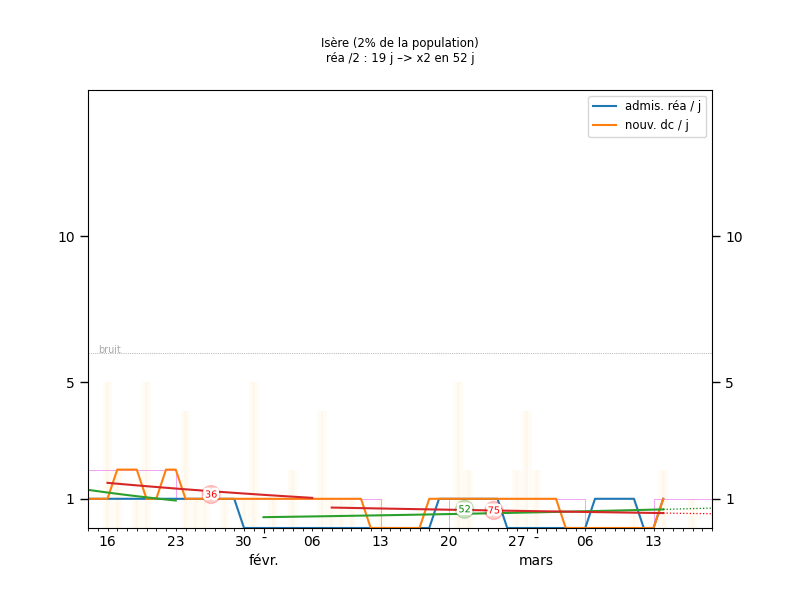 Isère (2% de la population)
réa /2 : 19 j –> x2 en 52 j
admis. réa / j
nouv. dc / j
10
10
bruit
5
5
36
52
75
1
1
16
23
30
06
13
20
27
06
13
févr.
mars